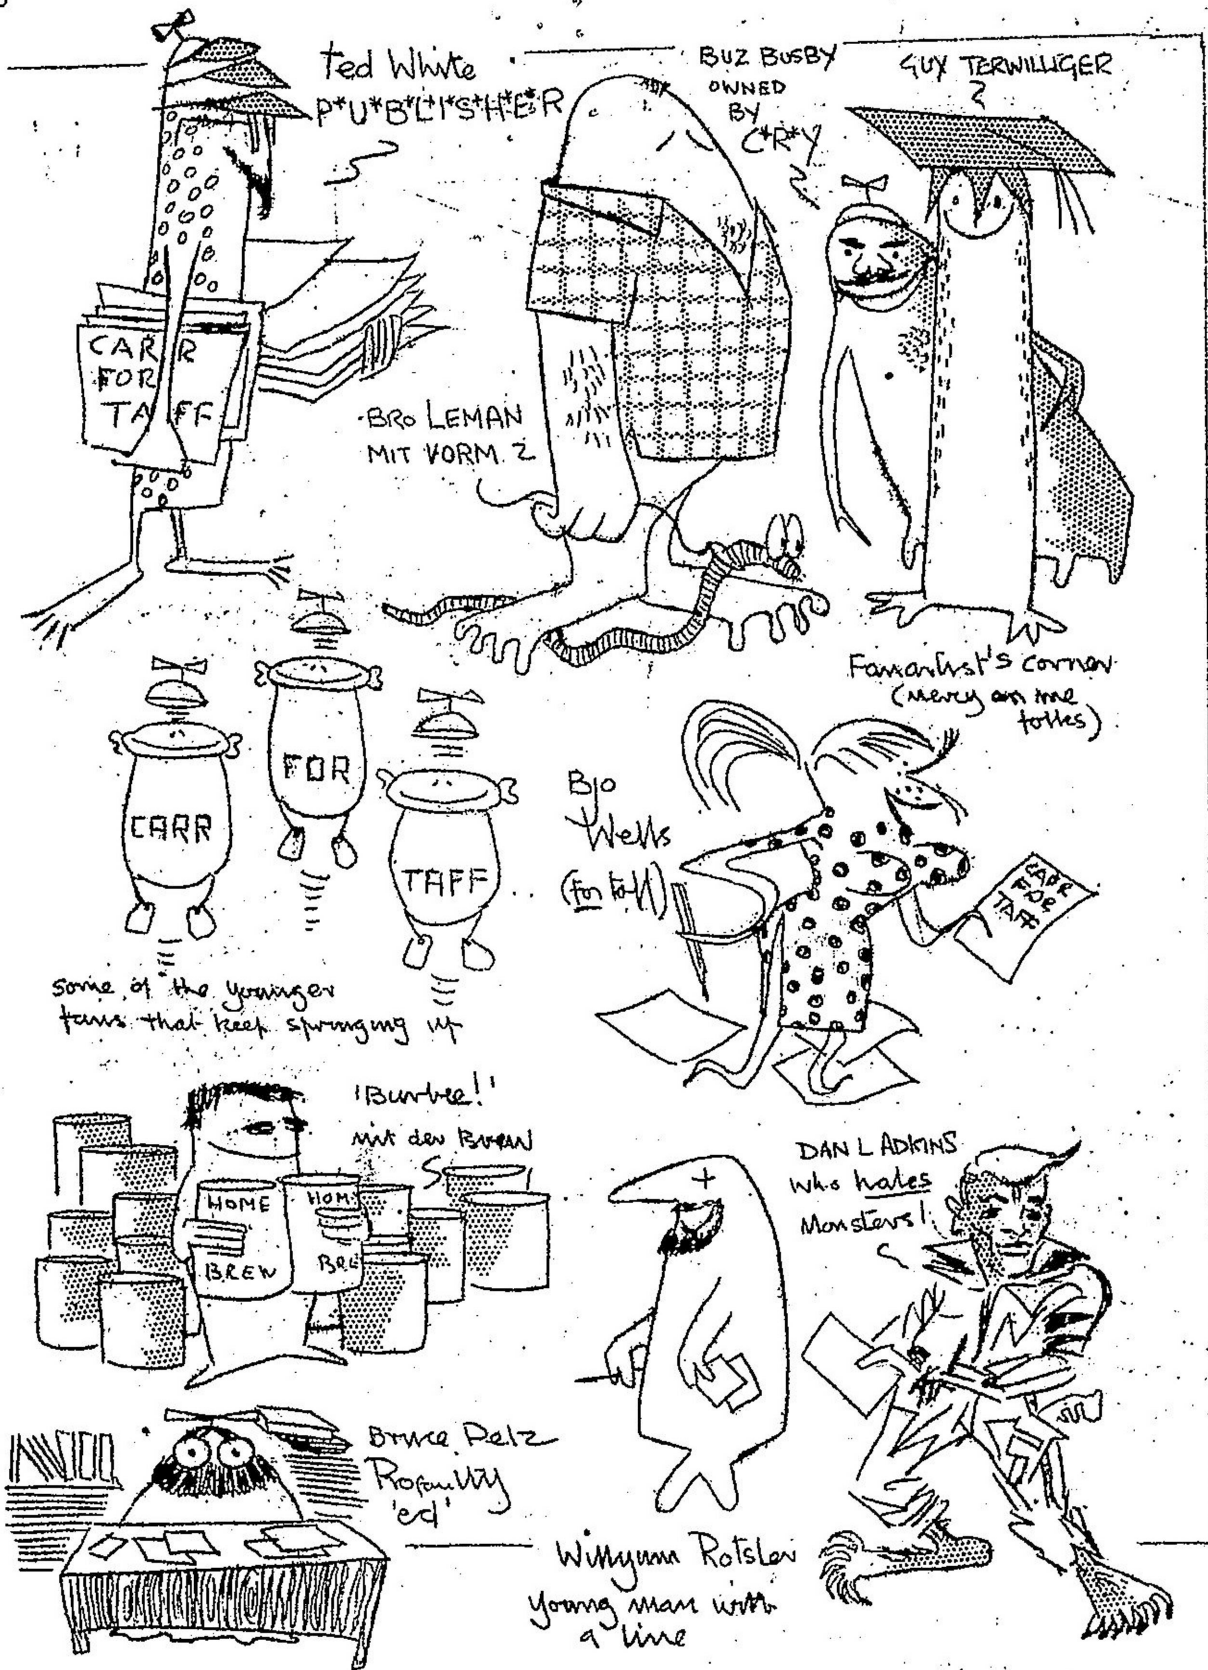 Ted White
P*U*B*L*I*S*H*E*R
BUZ BUSBY
OWNED
BY
C*R*Y
GUY TERWILLIGER
CARR
FOR
TAFF
BRO LEMAN
MIT VORM.
Fanartist's corner
(Mercy on me
folks)
CARR
FOR
TAFF
some of the younger
fans that keep springing up
Bjo
Wells
(for taff)
CARR
FOR
TAFF
'Burbee!'
mit den BREW
HOME
BREW
HOM
BRE
DAN L ADKINS
who hates
Monsters!
Bruce Pelz
'ed'
Willyum Rotsler
young man with
a line